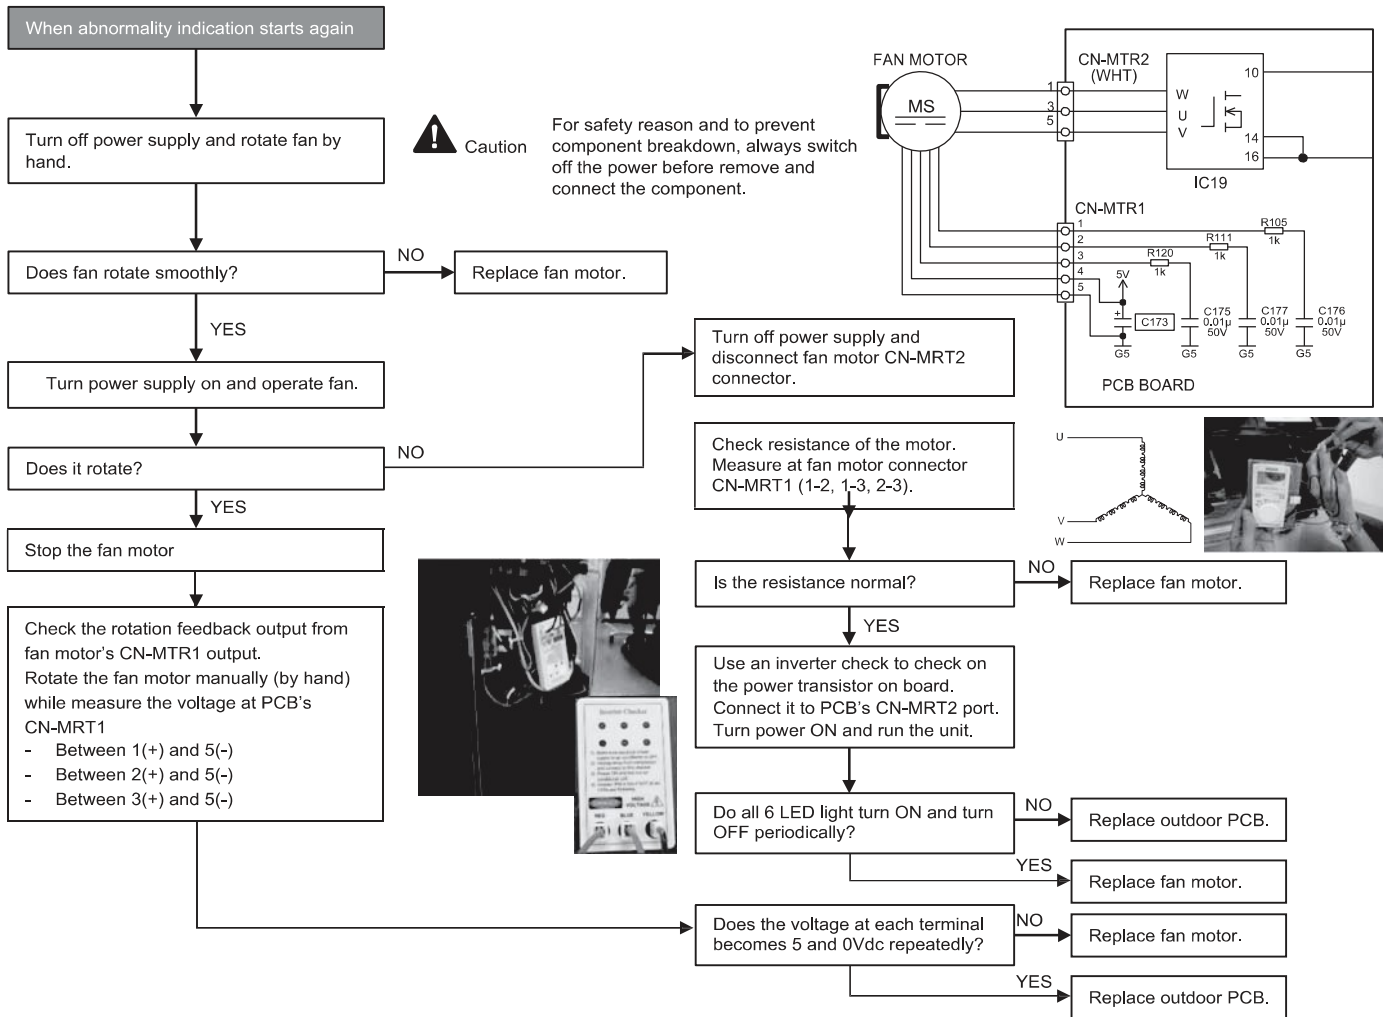 When abnormality indication starts again
Turn off power supply and rotate fan by
hand.
Caution
For safety reason and to prevent
component breakdown, always switch
off the power before remove and
connect the component.
Does fan rotate smoothly?
NO
Replace fan motor.
YES
Turn power supply on and operate fan.
Does it rotate?
NO
YES
Stop the fan motor
Check the rotation feedback output from
fan motor's CN-MTR1 output.
Rotate the fan motor manually (by hand)
while measure the voltage at PCB's
CN-MRT1
- Between 1(+) and 5(-)
- Between 2(+) and 5(-)
- Between 3(+) and 5(-)
Turn off power supply and
disconnect fan motor CN-MRT2
connector.
Check resistance of the motor.
Measure at fan motor connector
CN-MRT1 (1-2, 1-3, 2-3).
Is the resistance normal?
NO
Replace fan motor.
YES
Use an inverter check to check on
the power transistor on board.
Connect it to PCB's CN-MRT2 port.
Turn power ON and run the unit.
Do all 6 LED light turn ON and turn
OFF periodically?
NO
Replace outdoor PCB.
YES
Replace fan motor.
Does the voltage at each terminal
becomes 5 and 0Vdc repeatedly?
NO
Replace fan motor.
YES
Replace outdoor PCB.
FAN MOTOR
MS
CN-MTR2
(WHT)
1
3
5
W
U
V
10
14
16
IC19
CN-MTR1
1
2
3
4
5
R105
1k
R111
1k
R120
1k
5V
+
C173
G5
C175
0.01μ
50V
G5
C177
0.01μ
50V
G5
C176
0.01μ
50V
G5
PCB BOARD
U
V
W
Inverter Checker
HIGH
VOLTAGE
RED BLUE YELLOW